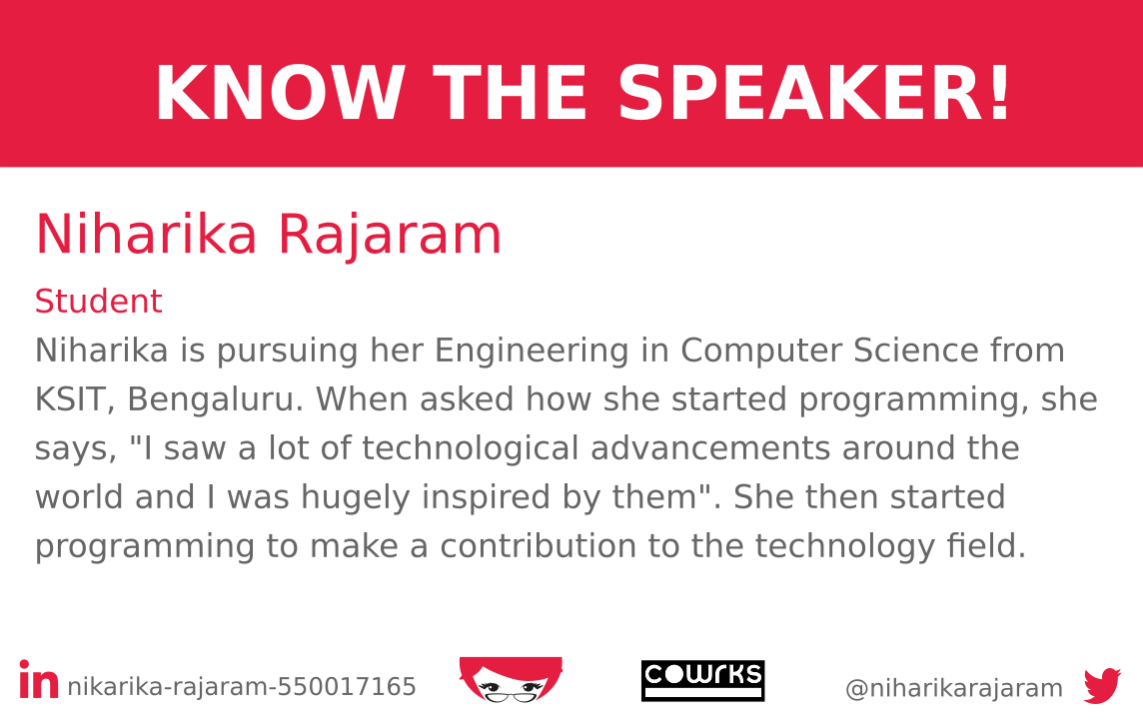 KNOW THE SPEAKER!
Niharika Rajaram
Student
Niharika is pursuing her Engineering in Computer Science from
KSIT, Bengaluru. When asked how she started programming, she
says, "I saw a lot of technological advancements around the
world and I was hugely inspired by them". She then started
programming to make a contribution to the technology field.
in nikarika-rajaram-550017165
COWRKS
@niharikarajaram